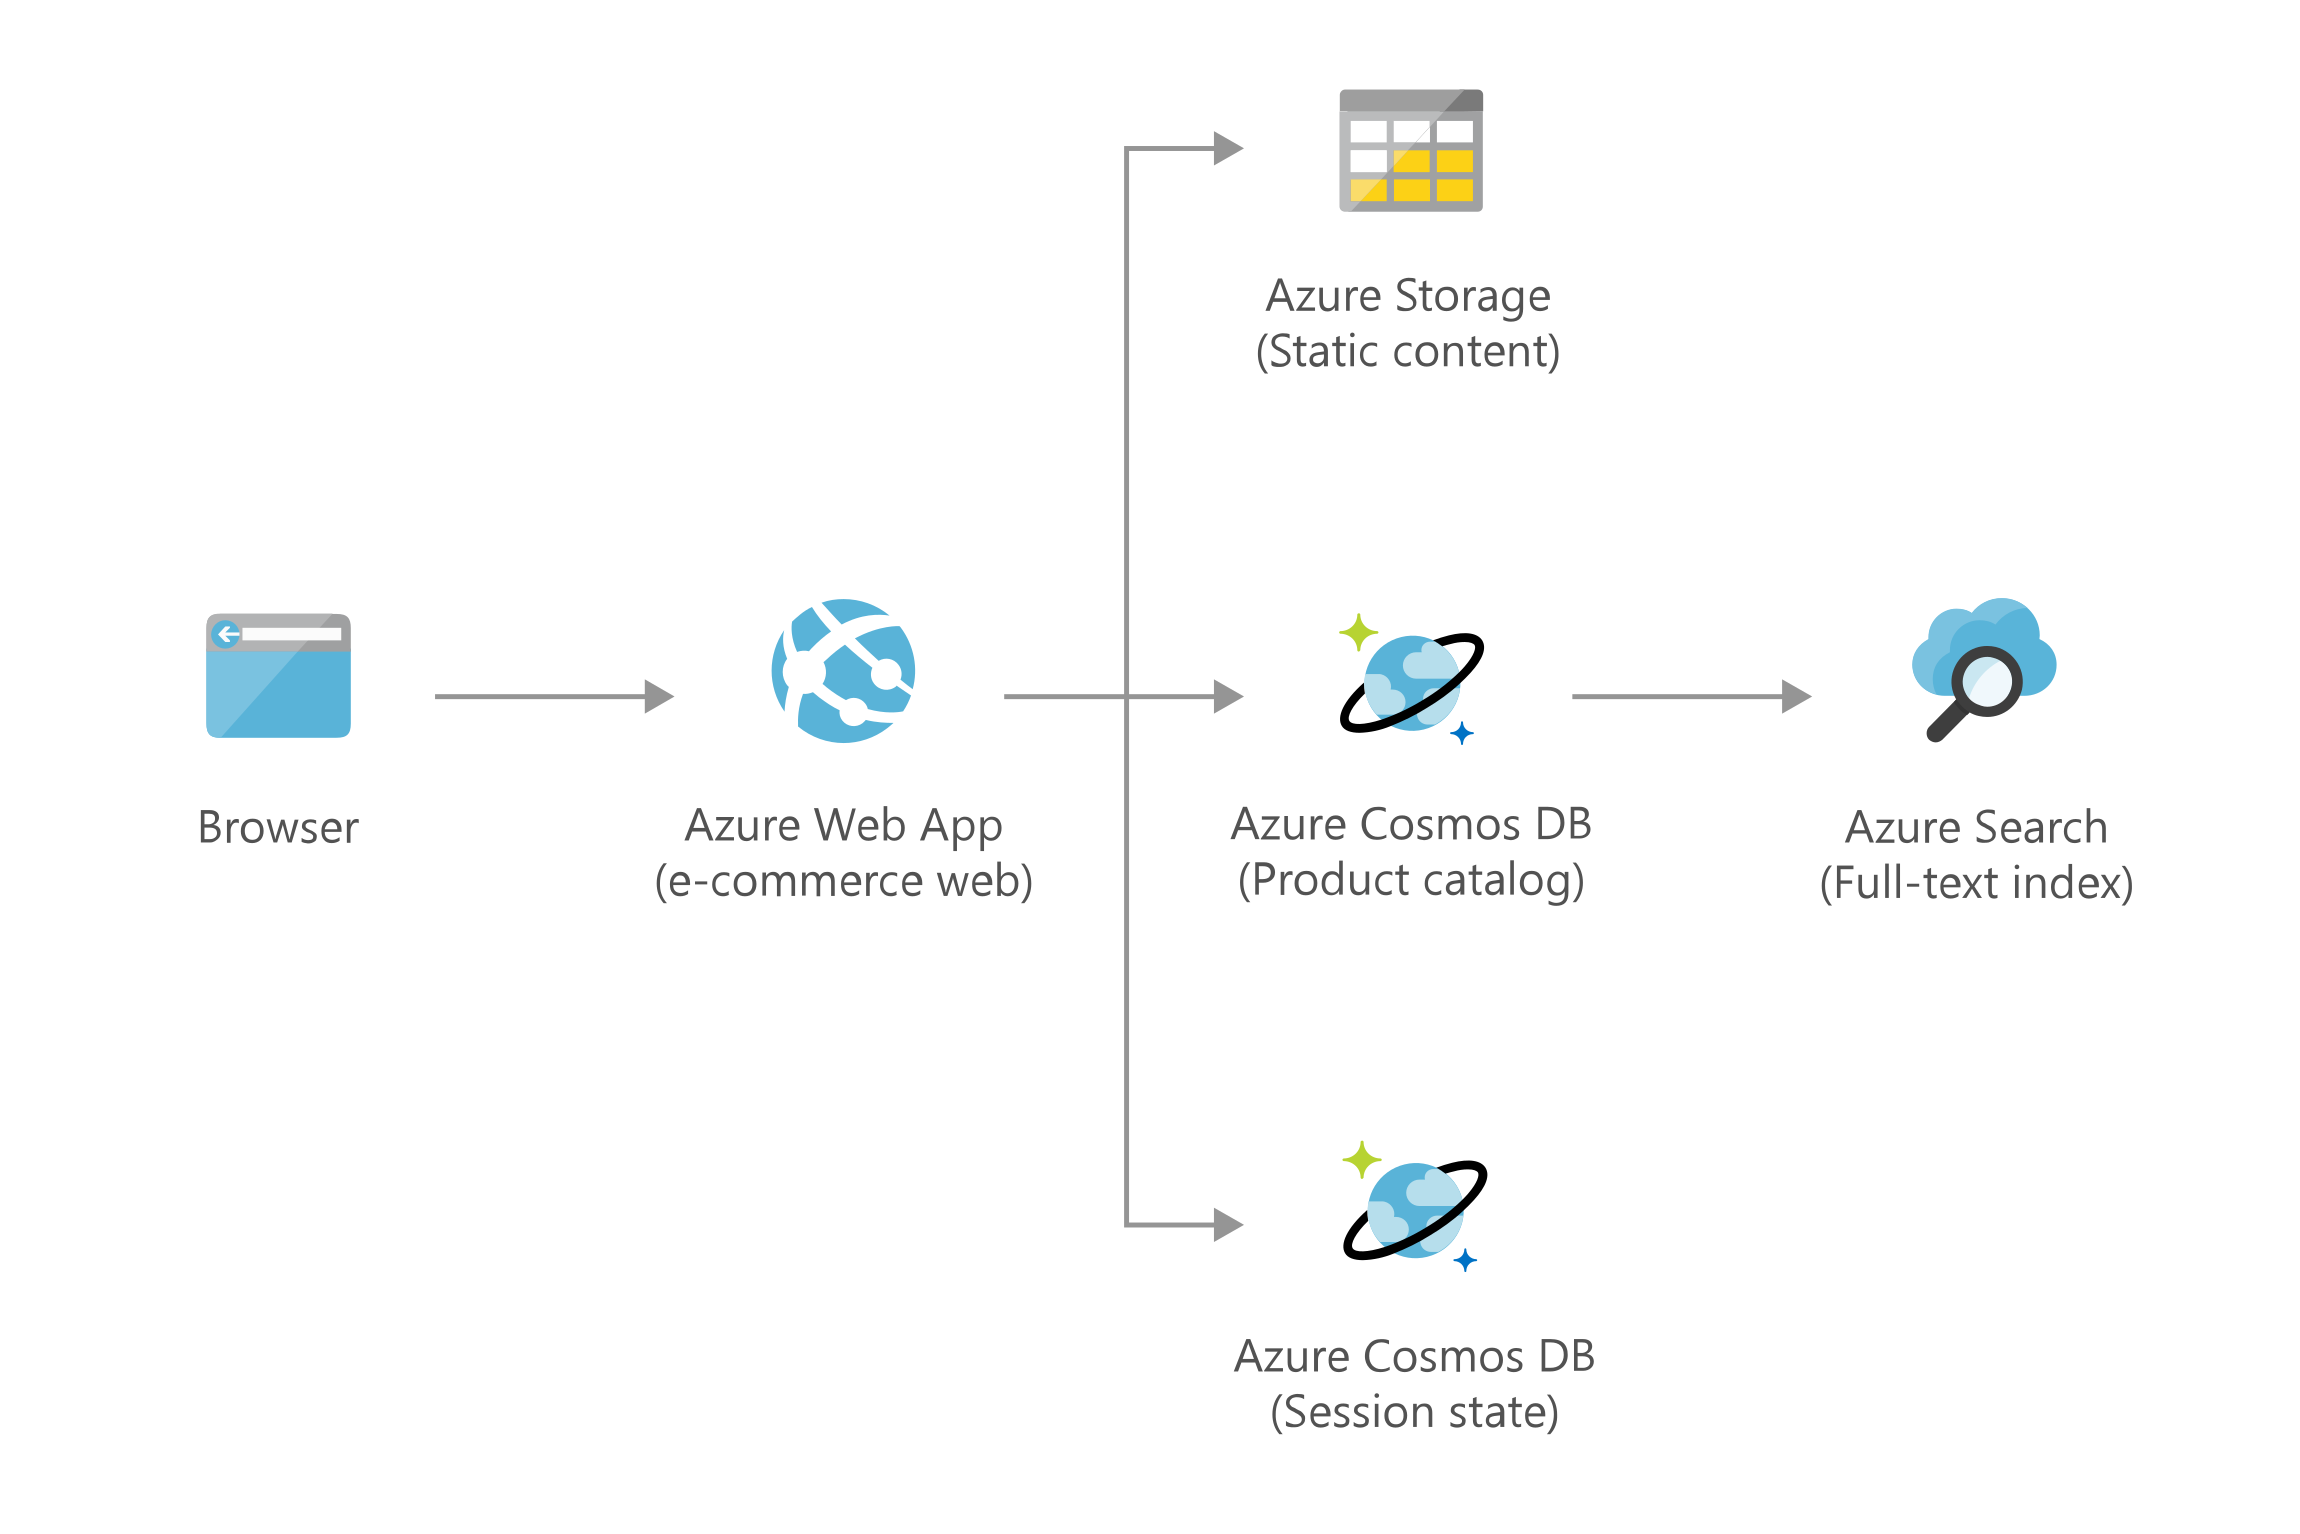 Azure Storage
(Static content)
Browser
Azure Web App
(e-commerce web)
Azure Cosmos DB
(Product catalog)
Azure Search
(Full-text index)
Azure Cosmos DB
(Session state)